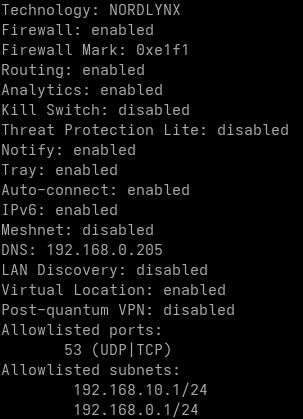 Technology: NORDLYNX
Firewall: enabled
Firewall Mark: 0xe1f1
Routing: enabled
Analytics: enabled
Kill Switch: disabled
Threat Protection Lite: disabled
Notify: enabled
Tray: enabled
Auto-connect: enabled
IPv6: enabled
Meshnet: disabled
DNS: 192.168.0.205
LAN Discovery: disabled
Virtual Location: enabled
Post-quantum VPN: disabled
Allowlisted ports:
53 (UDP|TCP)
Allowlisted subnets:
192.168.10.1/24
192.168.0.1/24